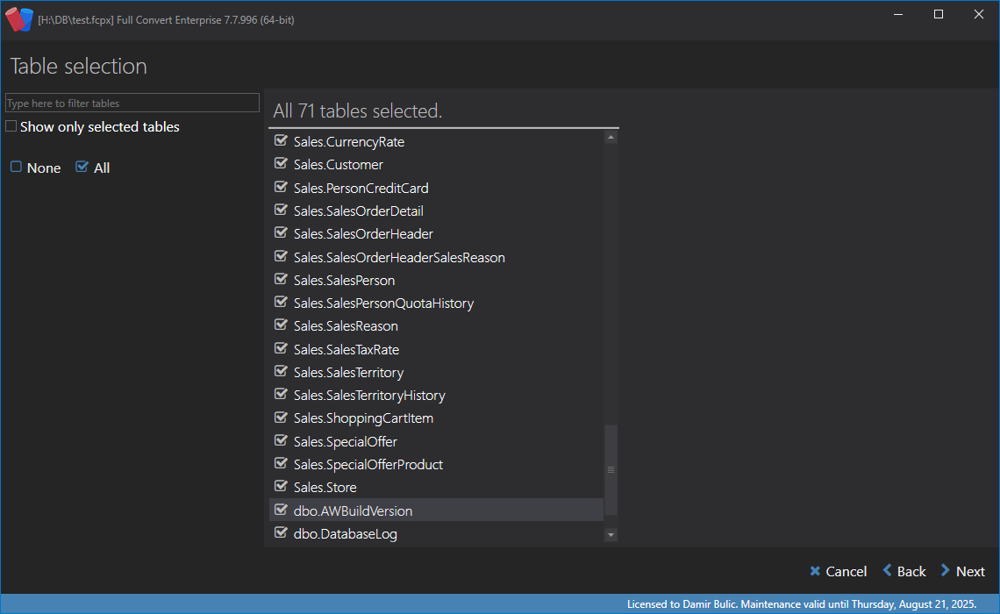 [H:\DB\test.fcpx] Full Convert Enterprise 7.7.996 (64-bit)
Table selection
Type here to filter tables
Show only selected tables
None All
All 71 tables selected.
Sales.CurrencyRate
Sales.Customer
Sales.PersonCreditCard
Sales.SalesOrderDetail
Sales.SalesOrderHeader
Sales.SalesOrderHeaderSalesReason
Sales.SalesPerson
Sales.SalesPersonQuotaHistory
Sales.SalesReason
Sales.SalesTaxRate
Sales.SalesTerritory
Sales.SalesTerritoryHistory
Sales.ShoppingCartItem
Sales.SpecialOffer
Sales.SpecialOfferProduct
Sales.Store
dbo.AWBuildVersion
dbo.DatabaseLog
Cancel Back Next
Licensed to Damir Bulic. Maintenance valid until Thursday, August 21, 2025.